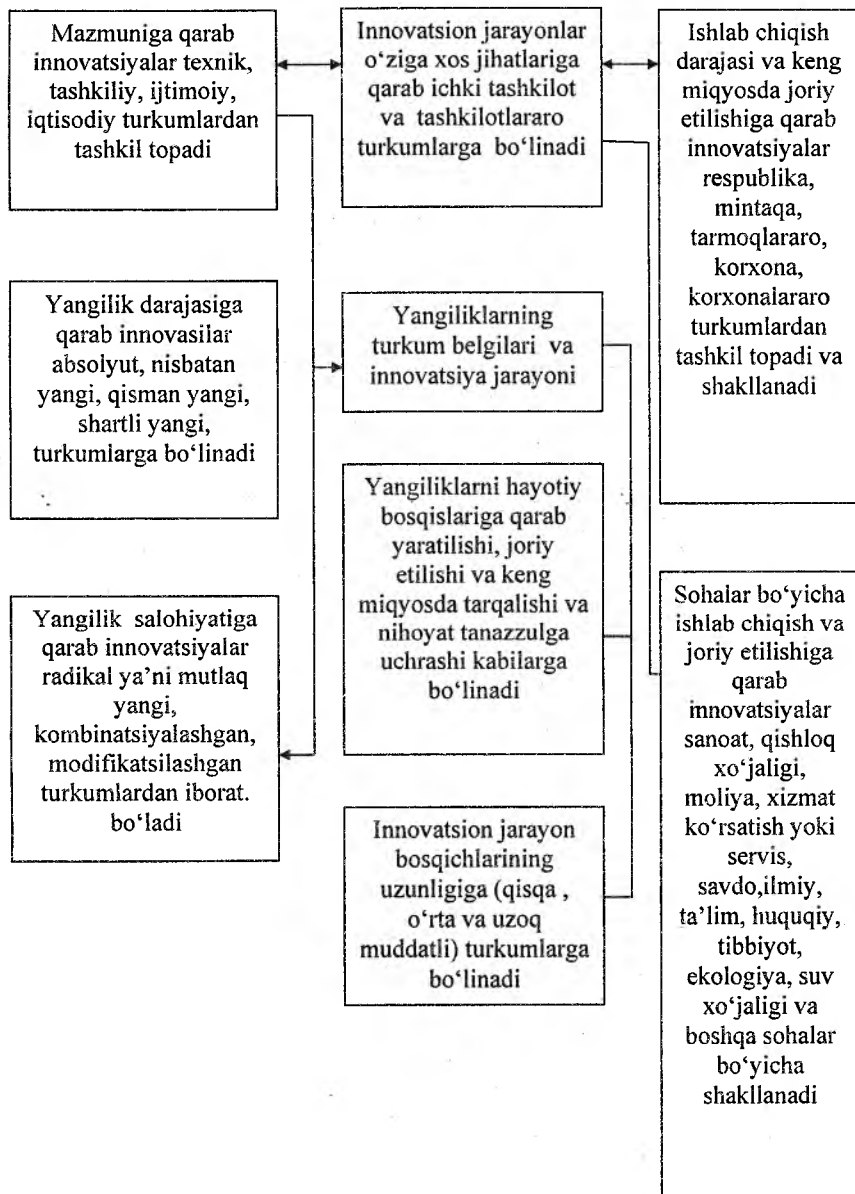 Mazmuniga qarab
innovatsiyalar texnik,
tashkiliy, ijtimoiy,
iqtisodiy turkumlardan
tashkil topadi
Innovatsion jarayonlar
o‘ziga xos jihatlariga
qarab ichki tashkilot
va tashkilotlararo
turkumlarga bo‘linadi
Ishlab chiqish
darajasi va keng
miqyosda joriy
etilishiga qarab
innovatsiyalar
respublika,
mintaqa,
tarmoqlararo,
korxona,
korxonalararo
turkumlardan
tashkil topadi va
shakllanadi
Yangilik darajasiga
qarab innovasilar
absolyut, nisbatan
yangi, qisman yangi,
shartli yangi,
turkumlarga bo‘linadi
Yangiliklarning
turkum belgilari va
innovatsiya jarayoni
Yangiliklarni hayotiy
bosqislariga qarab
yaratilishi, joriy
etilishi va keng
miqyosda tarqalishi va
nihoyat tanazzulga
uchrashi kabilarga
bo‘linadi
Yangilik salohiyatiga
qarab innovatsiyalar
radikal ya’ni mutlaq
yangi,
kombinatsiyalashgan,
modifikatsilashgan
turkumlardan iborat.
bo‘ladi
Sohalar bo‘yicha
ishlab chiqish va
joriy etilishiga
qarab
innovatsiyalar
sanoat, qishloq
xo‘jaligi,
moliya, xizmat
ko‘rsatish yoki
servis,
savdo,ilmiy,
ta’lim, huquqiy,
tibbiyot,
ekologiya, suv
xo‘jaligi va
boshqa sohalar
bo‘yicha
shakllanadi
Innovatsion jarayon
bosqichlarining
uzunligiga (qisqa ,
o‘rta va uzoq
muddatli) turkumlarga
bo‘linadi